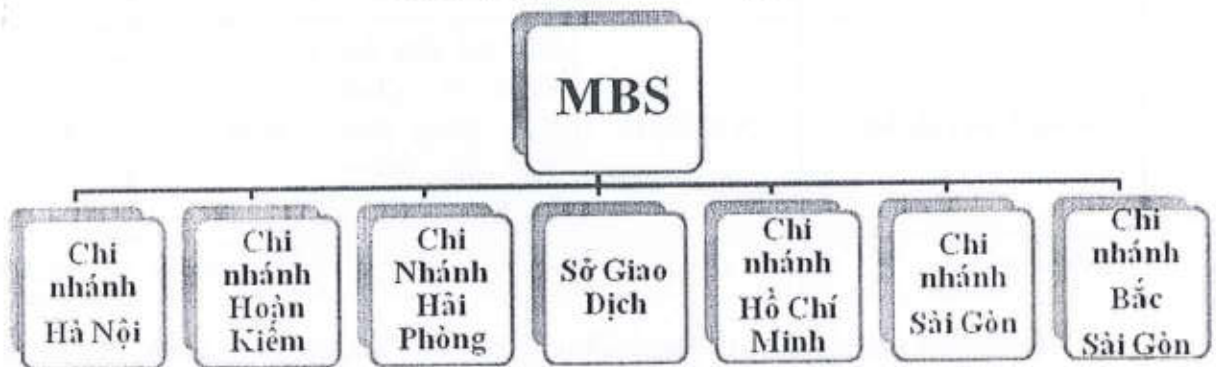 MBS
Chi
nhánh
Hà Nội
Chi
nhánh
Hoàn
Kiếm
Chi
Nhánh
Hải
Phòng
Sở Giao
Dịch
Chi
nhánh
Hồ Chí
Minh
Chi
nhánh
Sài Gòn
Chi
nhánh
Bắc
Sài Gòn